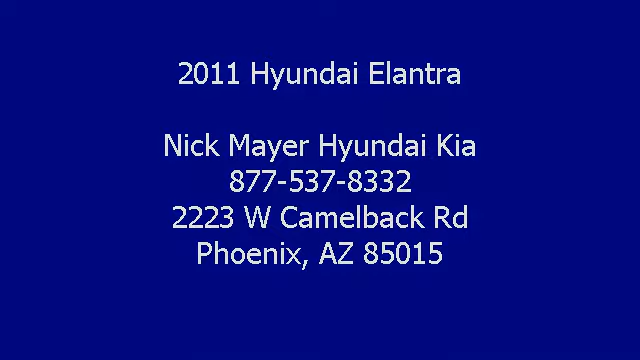 2011 Hyundai Elantra
Nick Mayer Hyundai Kia
877-537-8332
2223 W Camelback Rd
Phoenix, AZ 85015